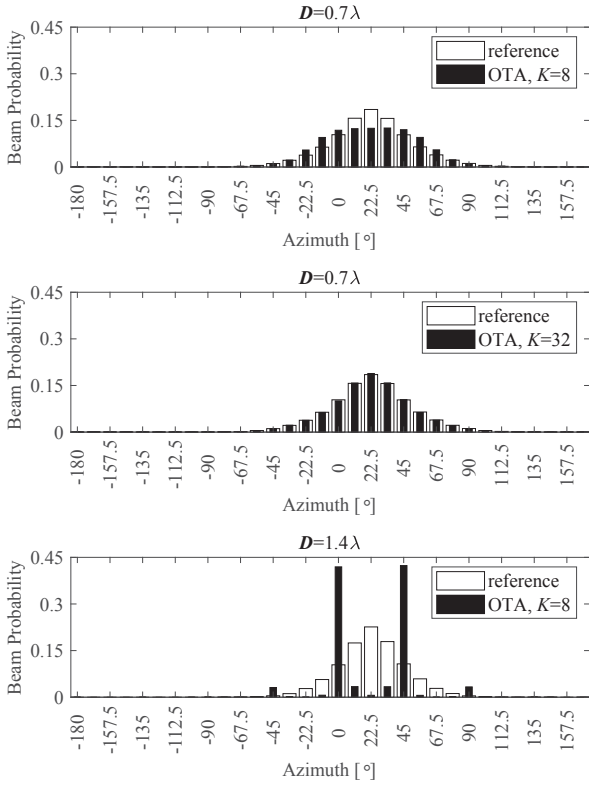 D=0.7λ
Beam Probability
0.45
0.3
0.15
0
reference
OTA, K=8
-180 -157.5 -135 -112.5 -90 -67.5 -45 -22.5 0 22.5 45 67.5 90 112.5 135 157.5
Azimuth [°]
D=0.7λ
Beam Probability
0.45
0.3
0.15
0
reference
OTA, K=32
-180 -157.5 -135 -112.5 -90 -67.5 -45 -22.5 0 22.5 45 67.5 90 112.5 135 157.5
Azimuth [°]
D=1.4λ
Beam Probability
0.45
0.3
0.15
0
reference
OTA, K=8
-180 -157.5 -135 -112.5 -90 -67.5 -45 -22.5 0 22.5 45 67.5 90 112.5 135 157.5
Azimuth [°]